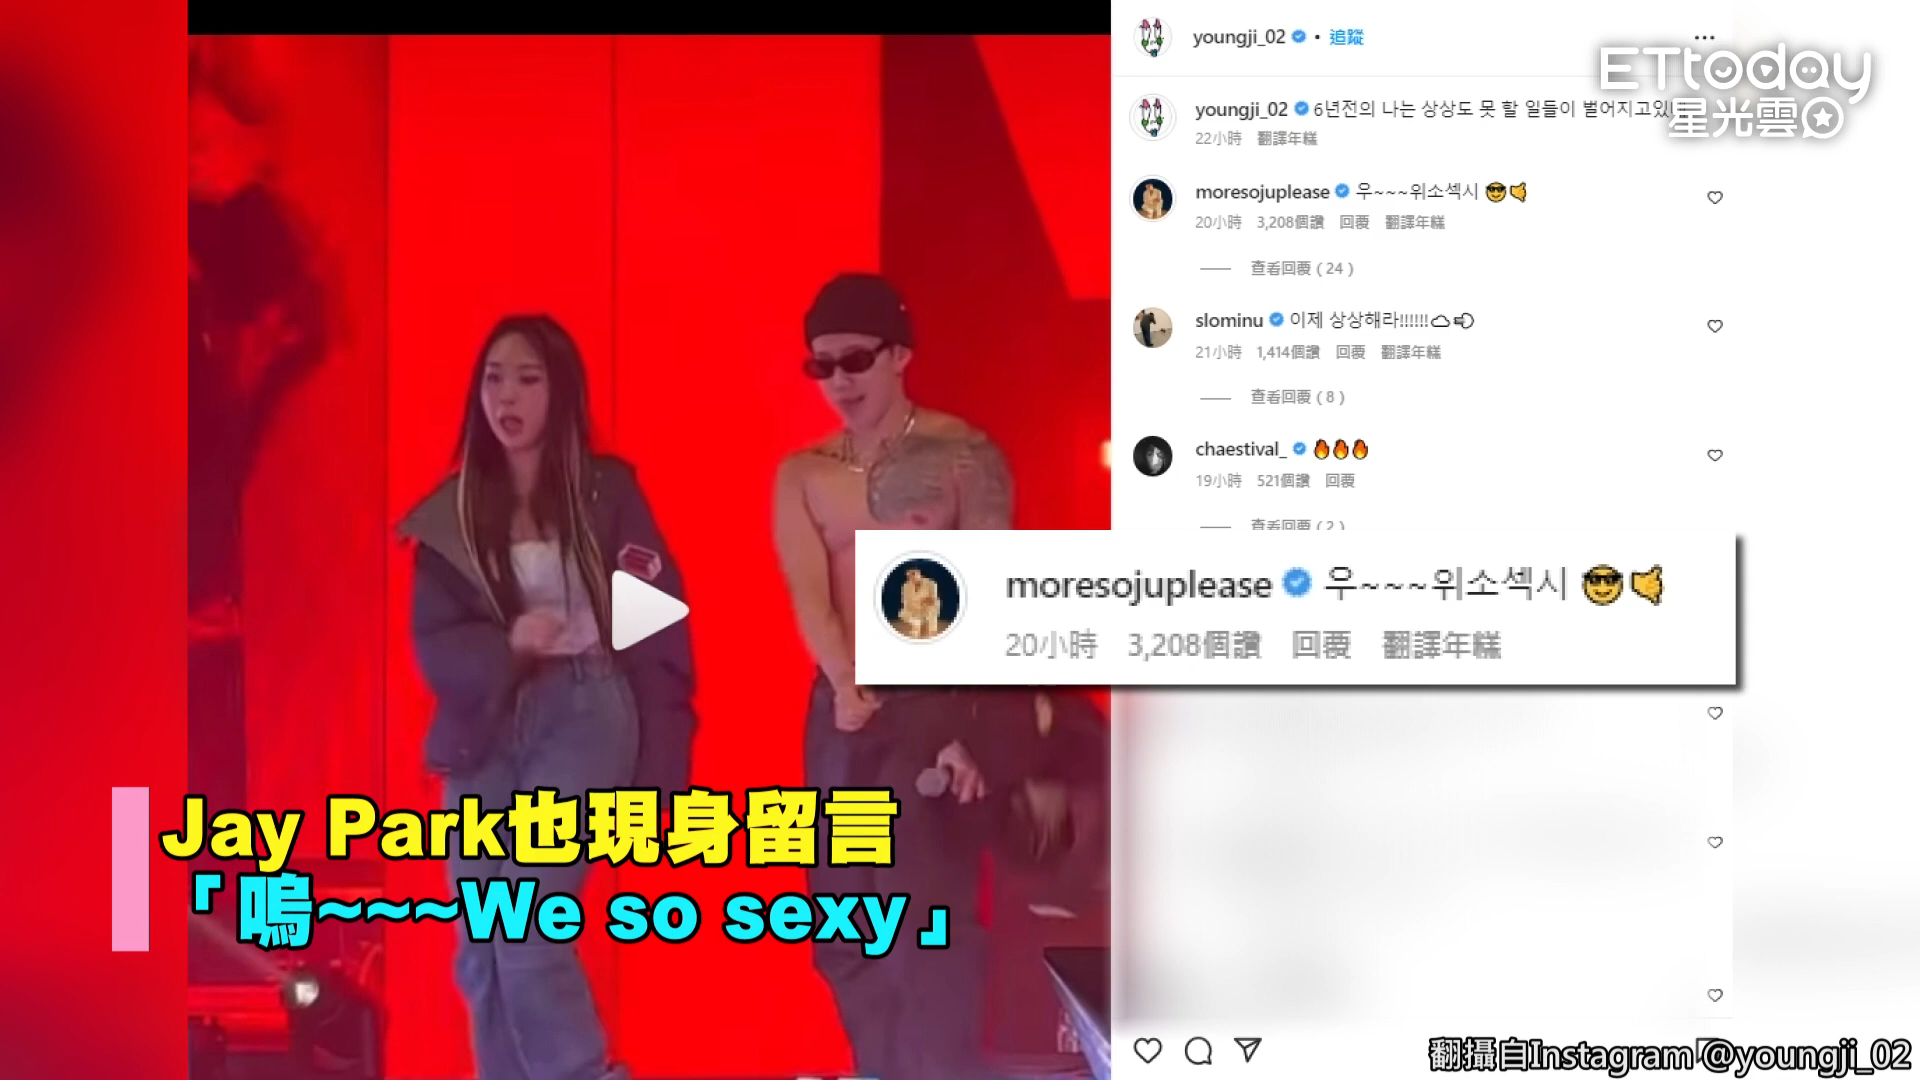 youngji_02 • 追蹤
ETtoday
星光雲
youngji_02 6년전의 나는 상상도 못 할 일들이 벌어지고있
22小時 翻譯年糕
moresojuplease 우~~~위소섹시 😎🤙
20小時 3,208個讚 回覆 翻譯年糕
查看回覆 ( 24 )
slominu 이제 상상해라!!!!!!
21小時 1,414個讚 回覆 翻譯年糕
查看回覆 ( 8 )
chaestival_ 🔥🔥🔥
19小時 521個讚 回覆
查看回覆 ( 2 )
moresojuplease 우~~~위소섹시 😎🤙
20小時 3,208個讚 回覆 翻譯年糕
Jay Park也現身留言
「嗚~~~We so sexy」
翻攝自Instagram @youngji_02